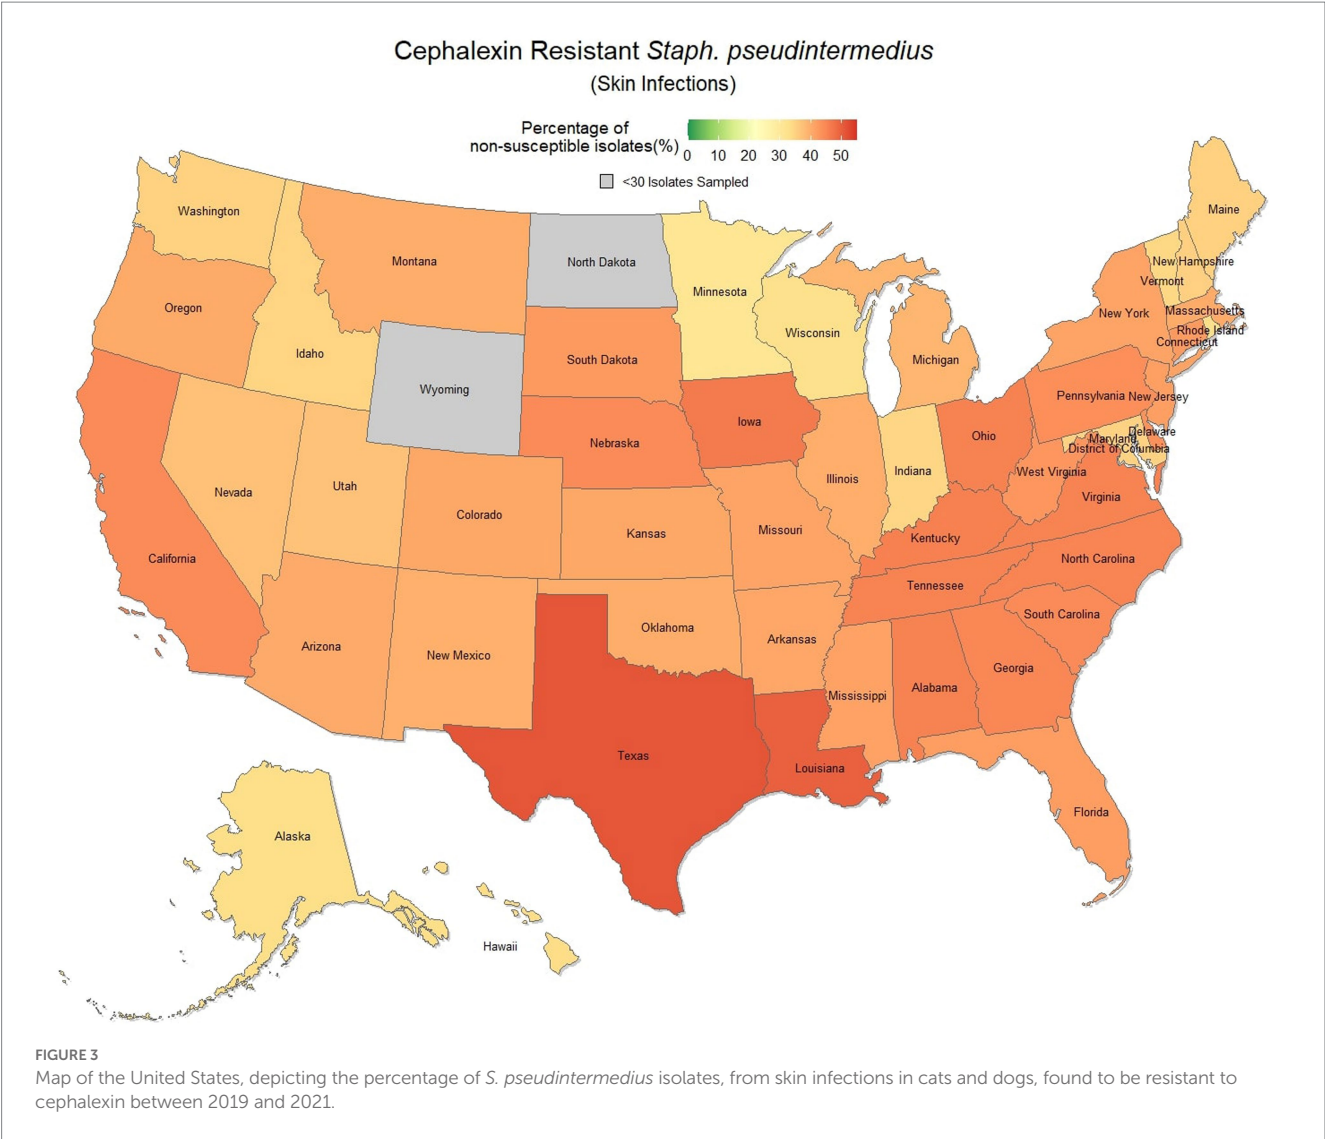 Cephalexin Resistant Staph. pseudintermedius
(Skin Infections)
Percentage of
non-susceptible isolates(%)
0 10 20 30 40 50
<30 Isolates Sampled
Washington
Maine
Montana
North Dakota
New Hampshire
Vermont
Minnesota
Oregon
New York
Massachusetts
Wisconsin
Rhode Island
Connecticut
Idaho
South Dakota
Michigan
Wyoming
Pennsylvania
New Jersey
Iowa
Ohio
Delaware
Maryland
Nebraska
District of Columbia
Indiana
West Virginia
Illinois
Utah
Nevada
Virginia
Colorado
Missouri
Kansas
Kentucky
California
North Carolina
Tennessee
South Carolina
Oklahoma
Arkansas
Arizona
New Mexico
Georgia
Alabama
Mississippi
Texas
Louisiana
Florida
Alaska
Hawaii
FIGURE 3
Map of the United States, depicting the percentage of S. pseudintermedius isolates, from skin infections in cats and dogs, found to be resistant to
cephalexin between 2019 and 2021.